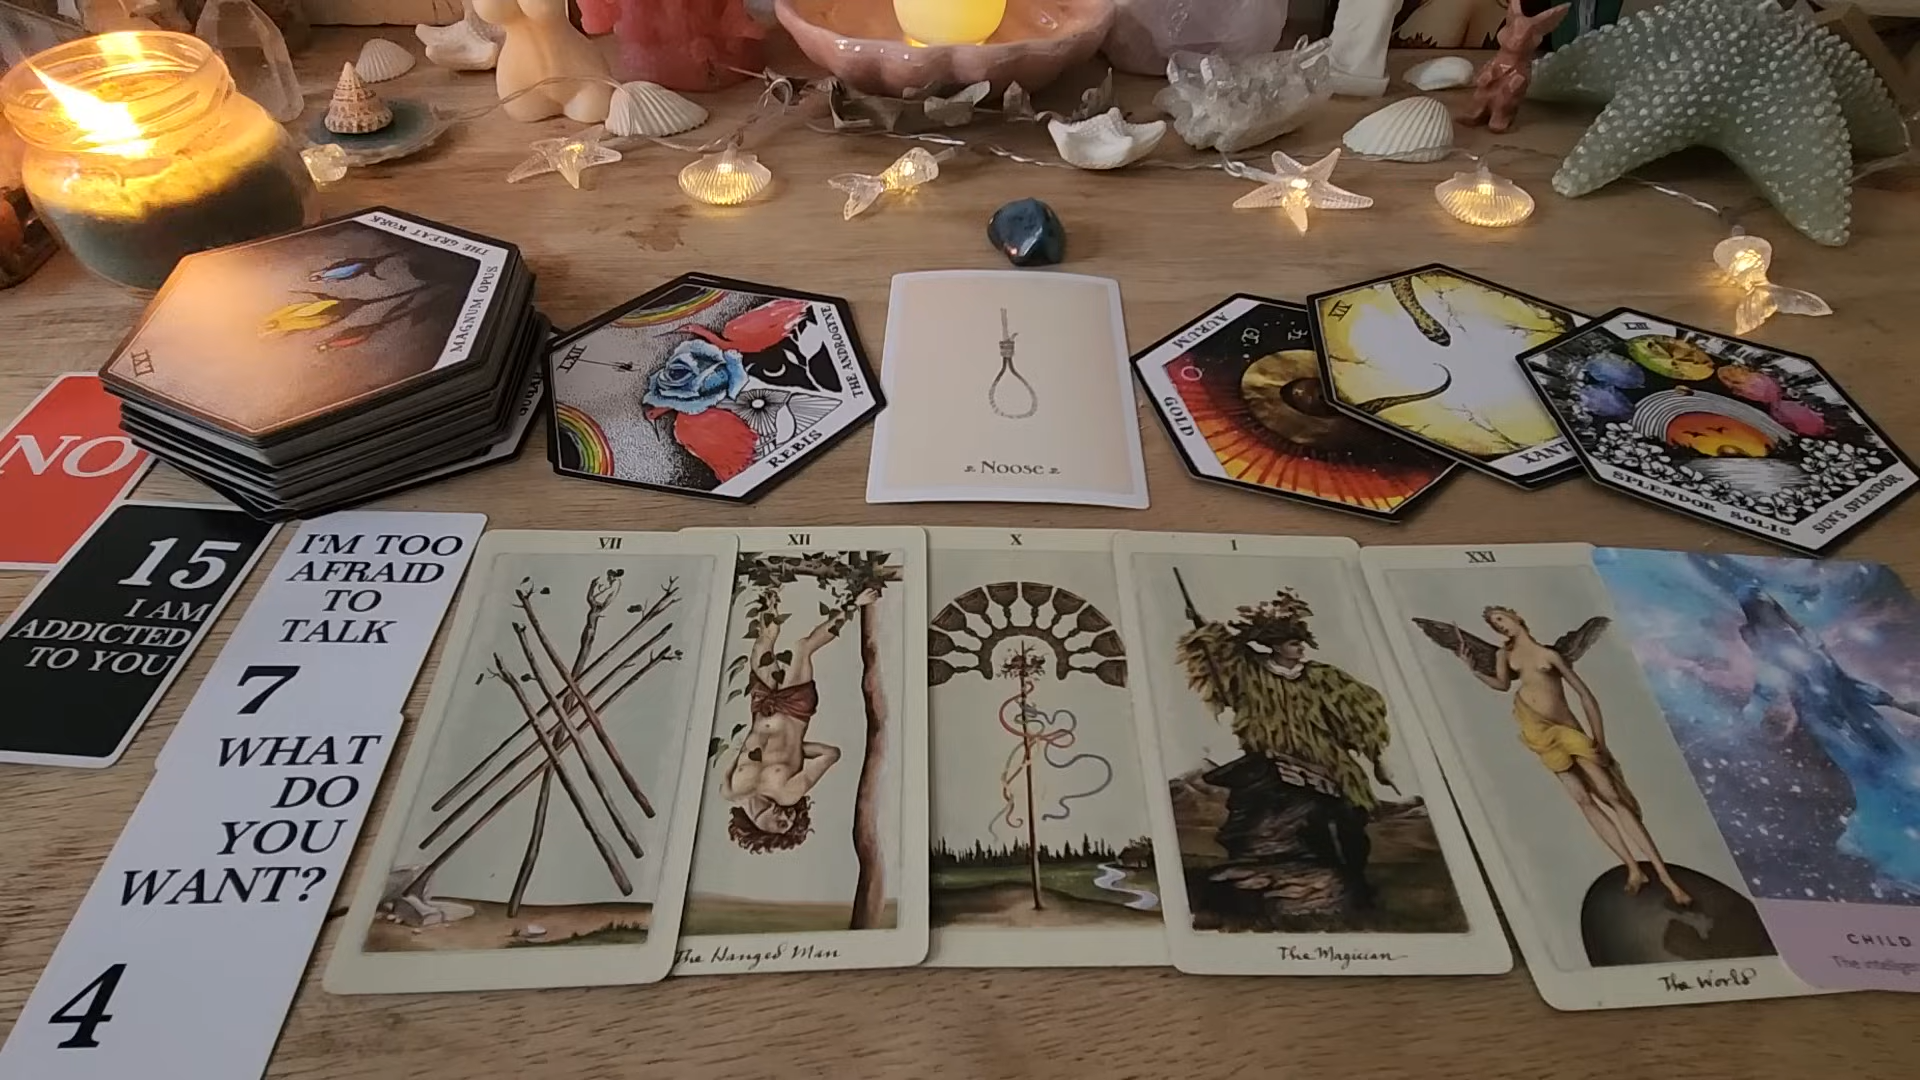 THE GREAT WORK
MAGNUM OPUS
LXI
LXII
THE ANDROGYNE
REBIS
Noose
AURUM
GOLD
SPLENDOR SOLIS
SUN'S SPLENDOR
NO
15
I AM
ADDICTED
TO YOU
I'M TOO
AFRAID
TO
TALK
7
WHAT
DO
YOU
WANT?
4
VII
XII
The Hanged Man
X
I
The Magician
XXI
The World
CHILD
The